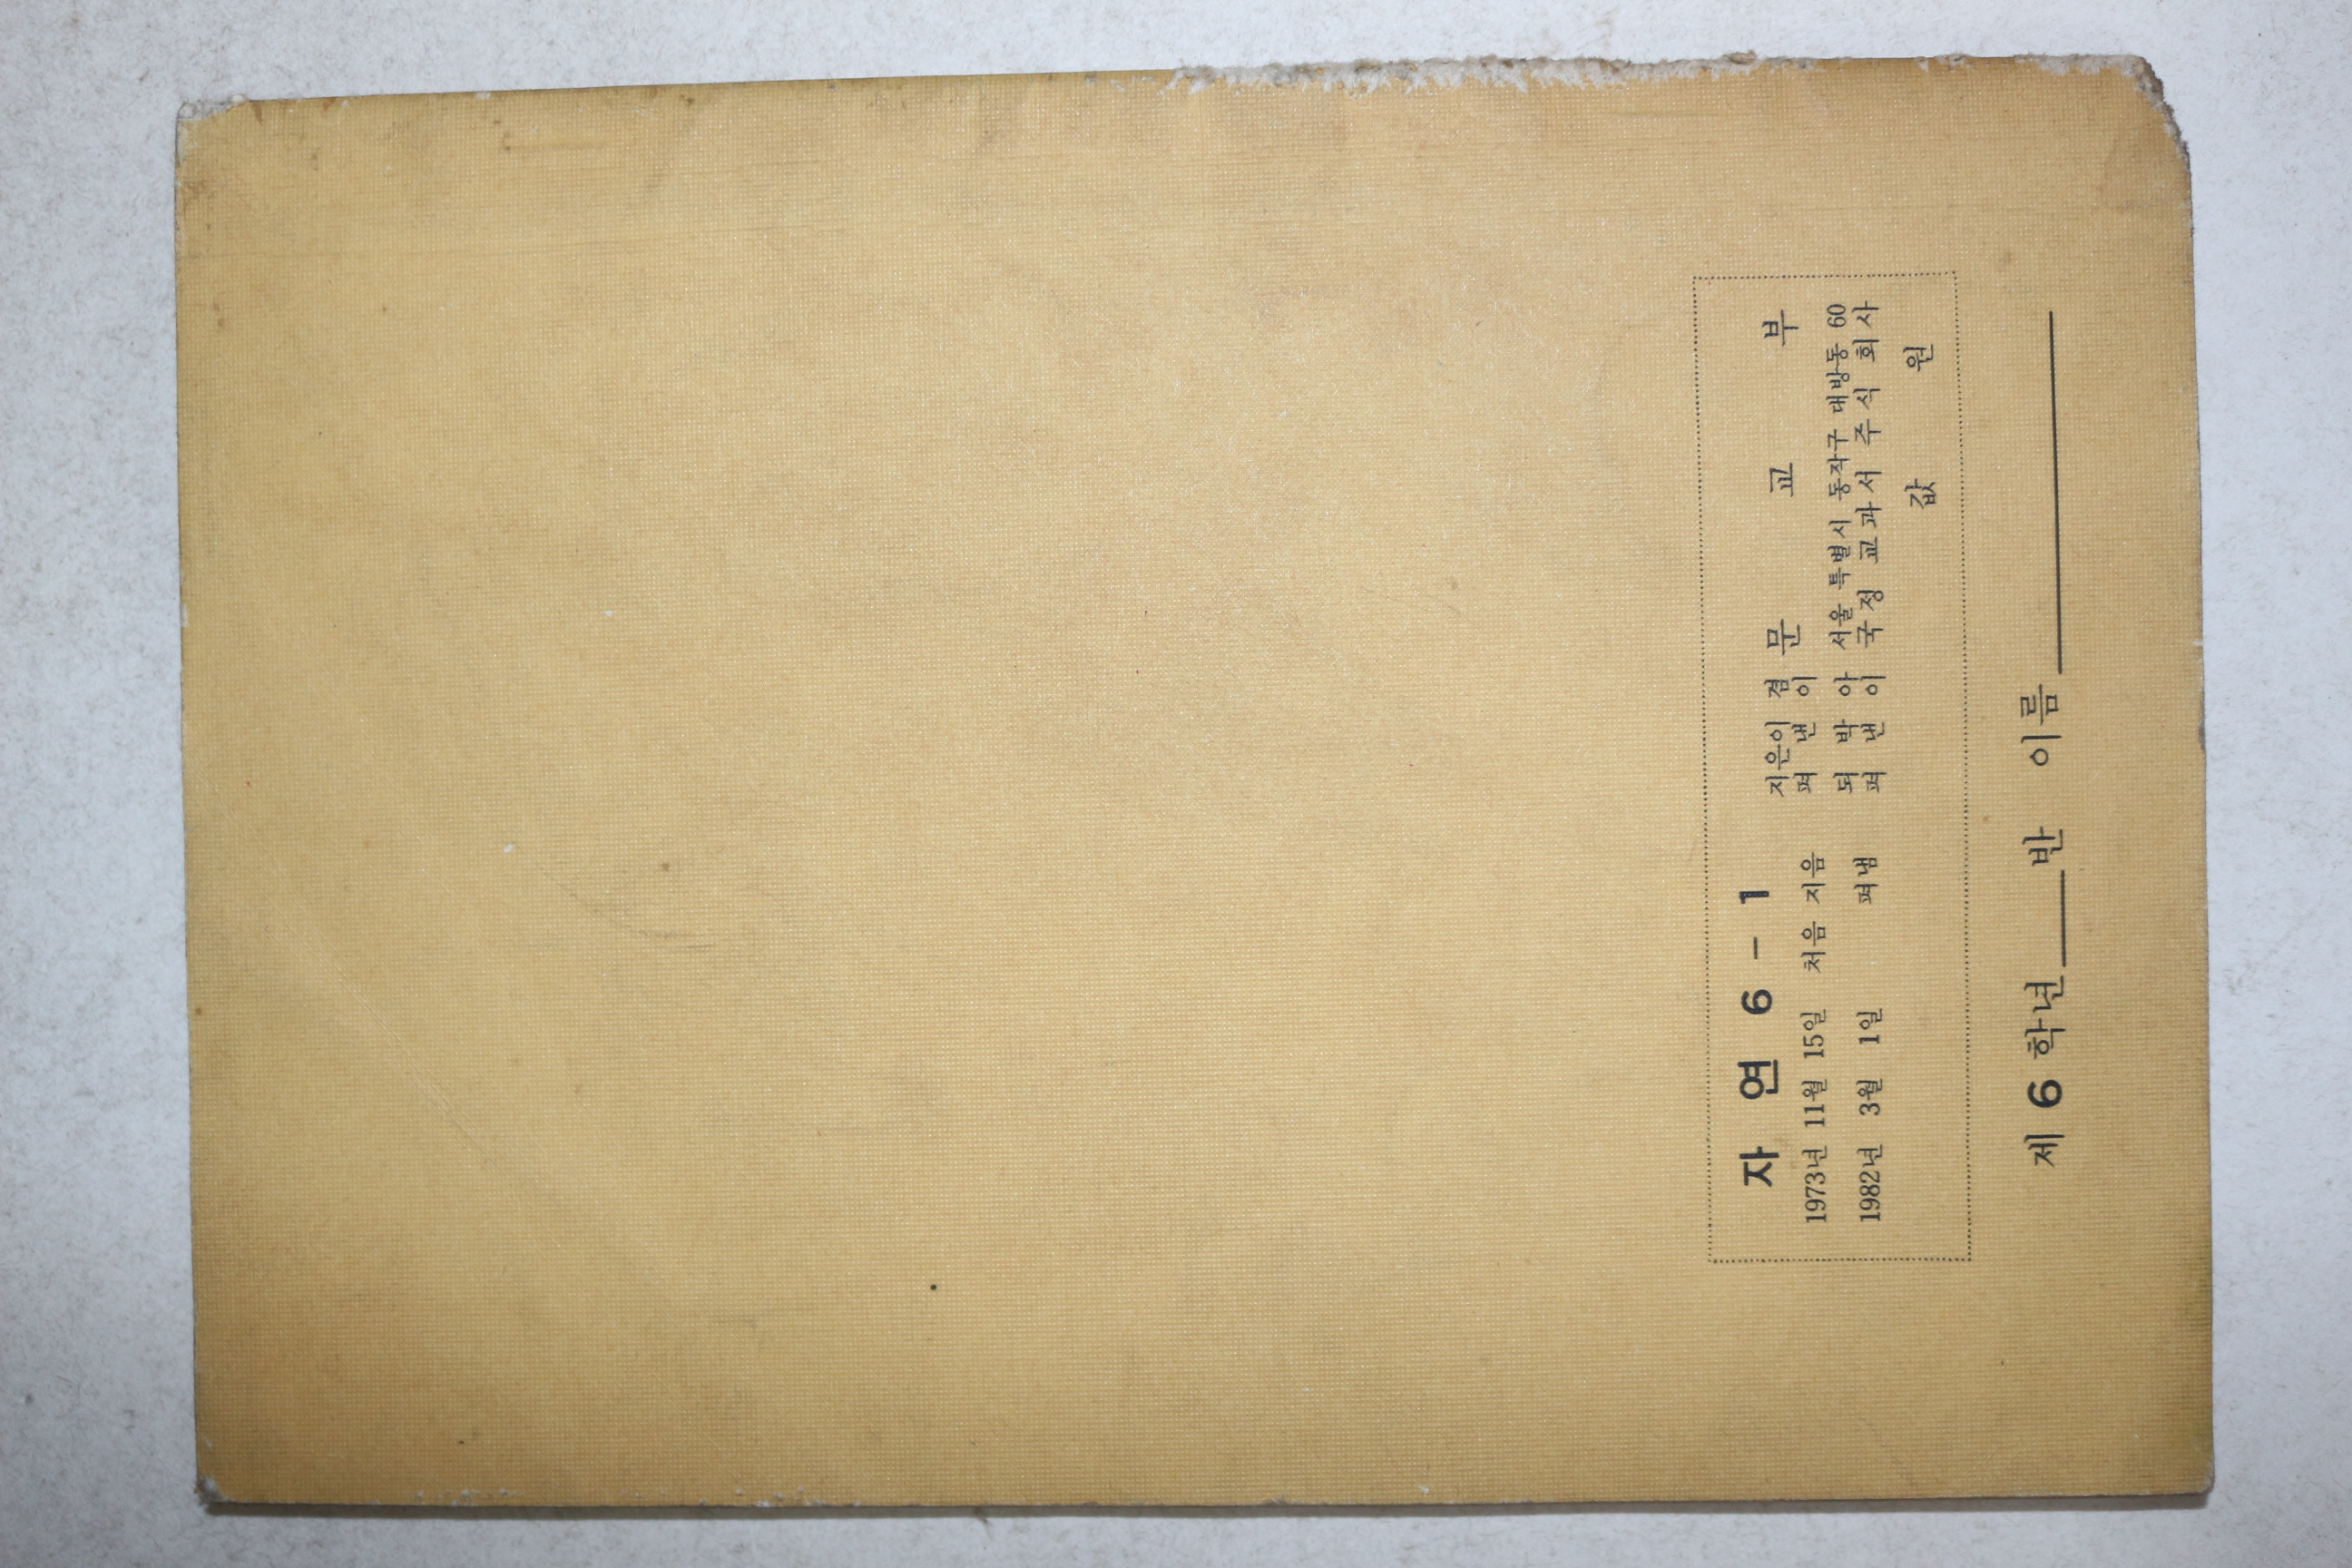 자 연 6 - 1
1973년 11월 15일 처음 지음
1982년 3월 1일 펴냄
지은이 겸
펴 낸 이
문 교 부
되 박 아 서울 특별시 동작구 대방동 60
펴 낸 이 국 정 교 과 서 주 식 회 사
값 원
제 6 학년 반 이름